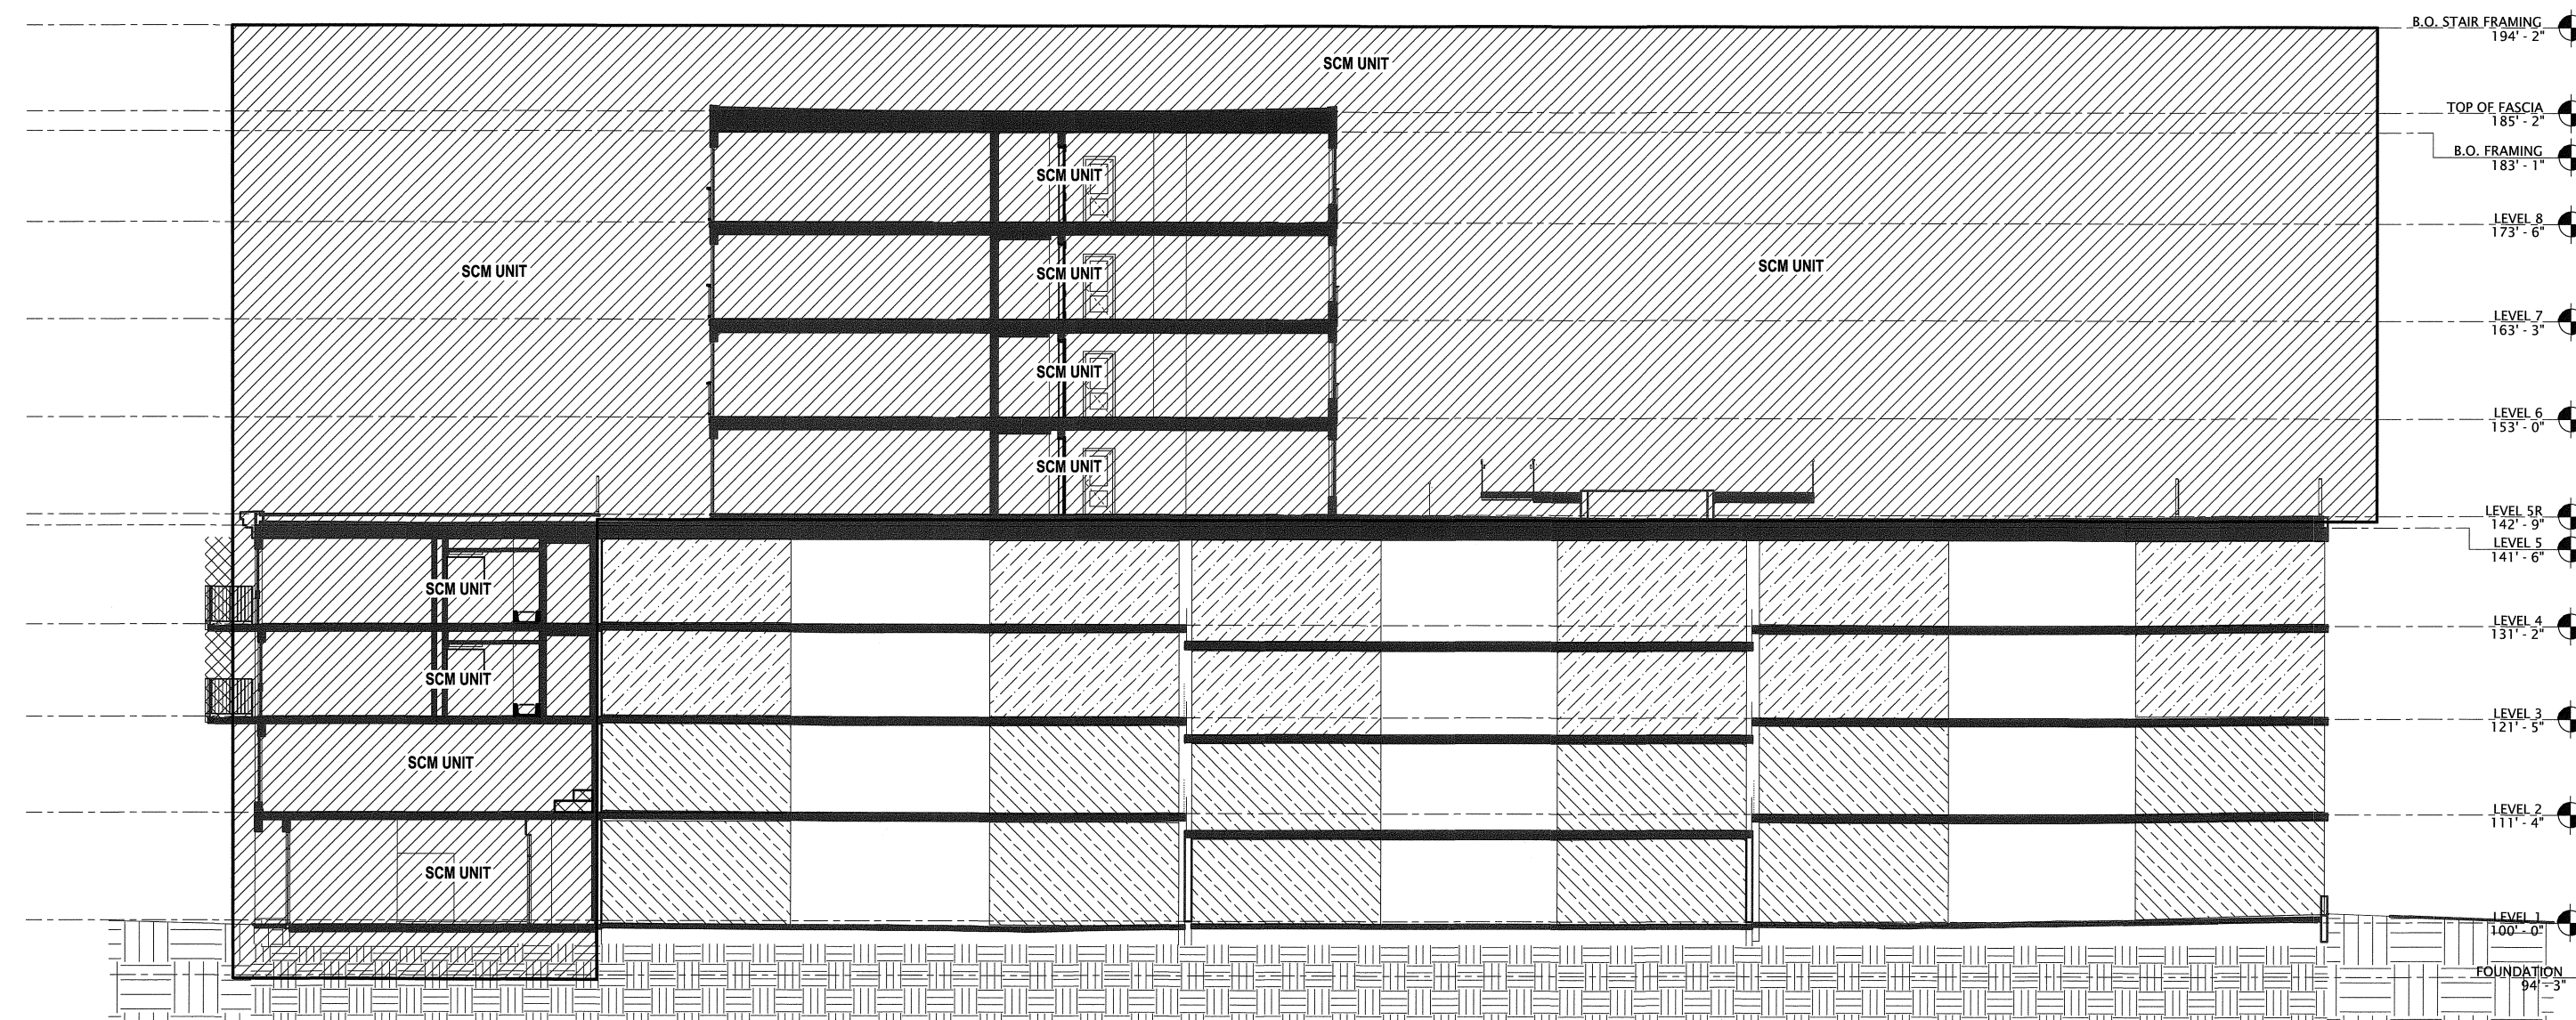 B.O. STAIR FRAMING
194' - 2"
SCM UNIT
TOP OF FASCIA
185' - 2"
B.O. FRAMING
183' - 1"
SCM UNIT
LEVEL 8
173' - 6"
SCM UNIT
SCM UNIT
SCM UNIT
LEVEL 7
163' - 3"
SCM UNIT
LEVEL 6
153' - 0"
SCM UNIT
LEVEL 5R
142' - 9"
LEVEL 5
141' - 6"
SCM UNIT
LEVEL 4
131' - 2"
SCM UNIT
LEVEL 3
121' - 5"
SCM UNIT
LEVEL 2
111' - 4"
SCM UNIT
LEVEL 1
100' - 0"
FOUNDATION
94' - 3"